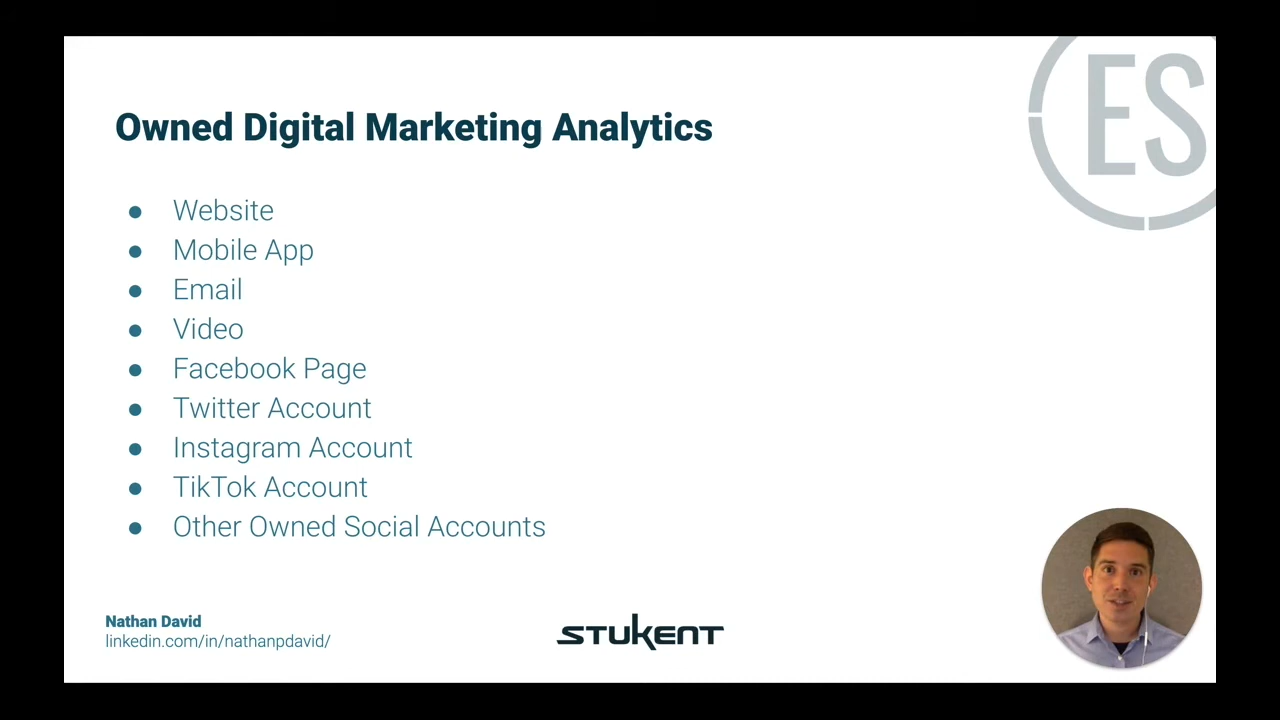 ES
Owned Digital Marketing Analytics
● Website
● Mobile App
● Email
● Video
● Facebook Page
● Twitter Account
● Instagram Account
● TikTok Account
● Other Owned Social Accounts
Nathan David
linkedin.com/in/nathanpdavid/
STUKENT